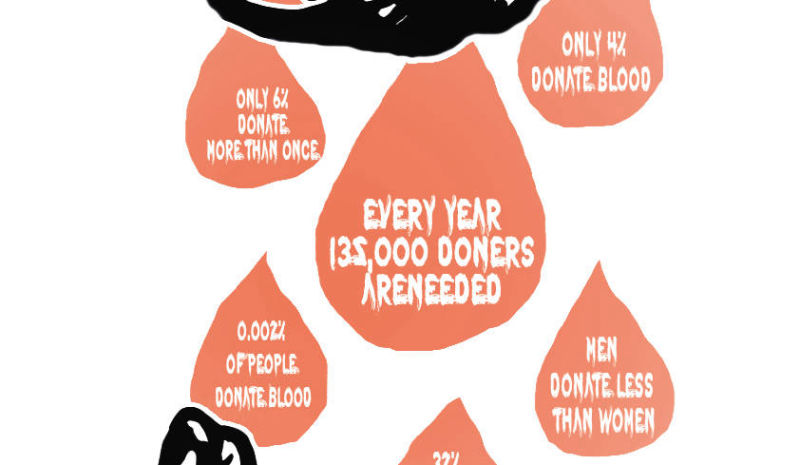 ONLY 4%
DONATE BLOOD
ONLY 6%
DONATE
MORE THAN ONCE
EVERY YEAR
135,000 DONERS
ARENEEDED
0.002%
OF PEOPLE
DONATE BLOOD
MEN
DONATE LESS
THAN WOMEN